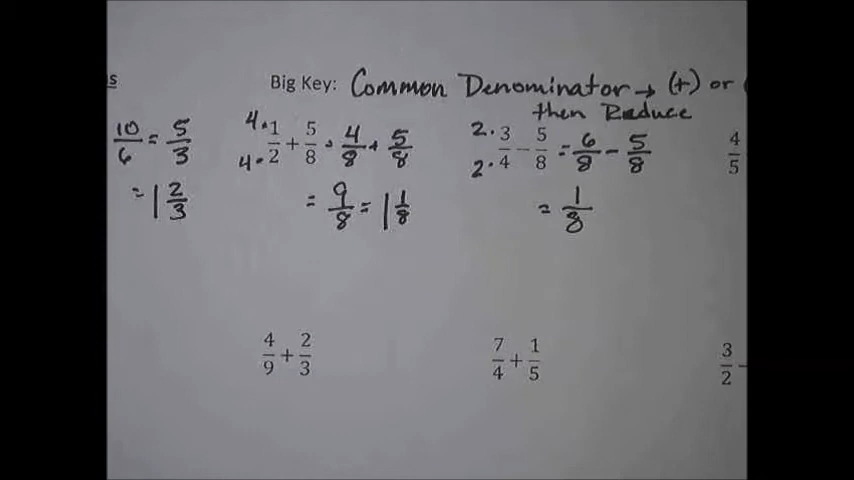 s
Big Key: Common Denominator → (+) or (
then Reduce
10/6 = 5/3
= 1 2/3
4· 1/2 + 5/8 = 4/8 + 5/8
4·
= 9/8 = 1 1/8
2· 3/4 - 5/8 = 6/8 - 5/8
2·
= 1/8
4/5
4/9 + 2/3
7/4 + 1/5
3/2 -